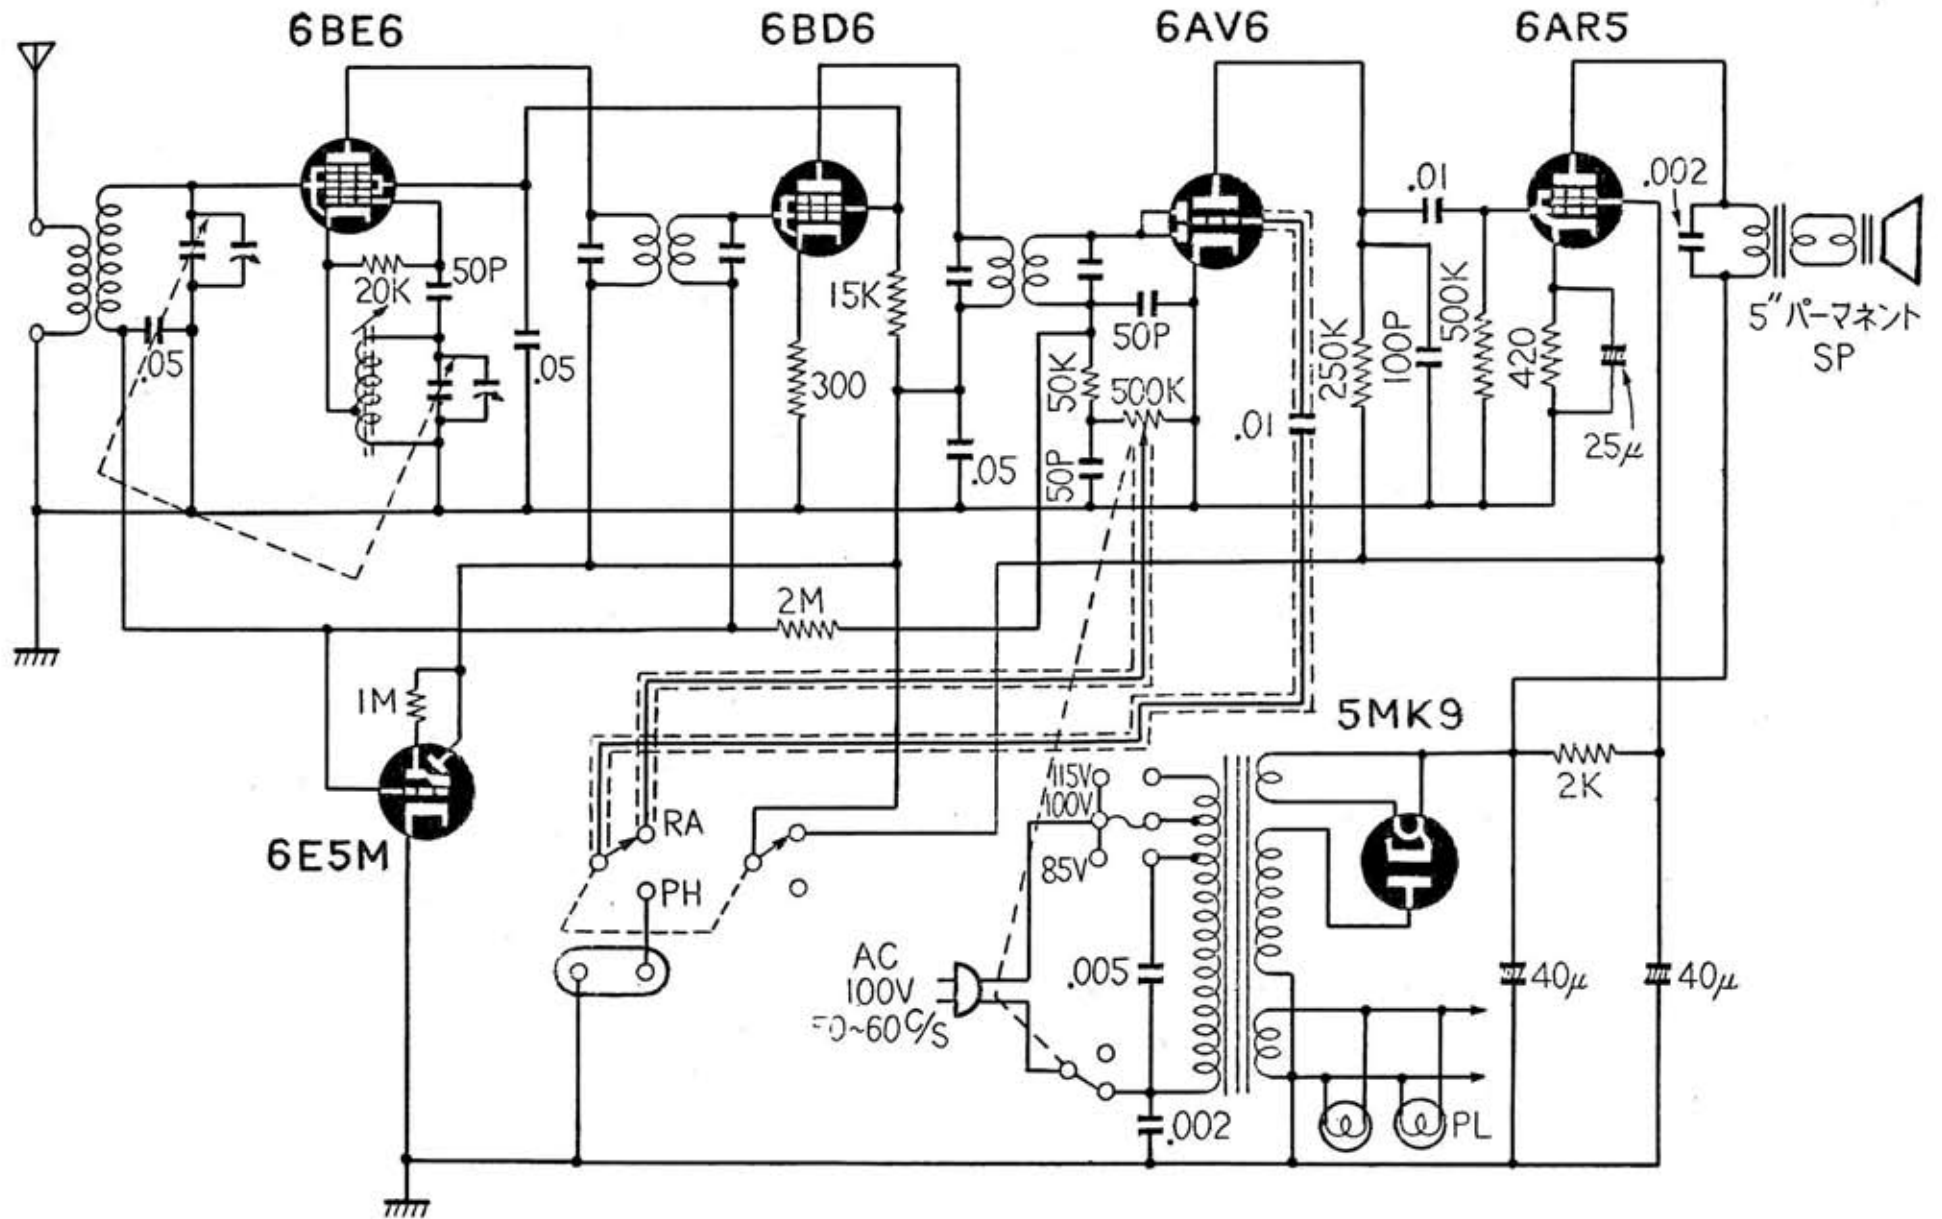 6BE6
6BD6
6AV6
6AR5
.01
.002
50P
20K
15K
.05
.05
300
50P
250K
100P
500K
420
5"パーマネント
SP
50K
500K
.01
25μ
.05
50P
2M
1M
5MK9
115V
100V
2K
RA
6E5M
85V
PH
AC
100V
~60C/S
.005
40μ
40μ
.002
PL